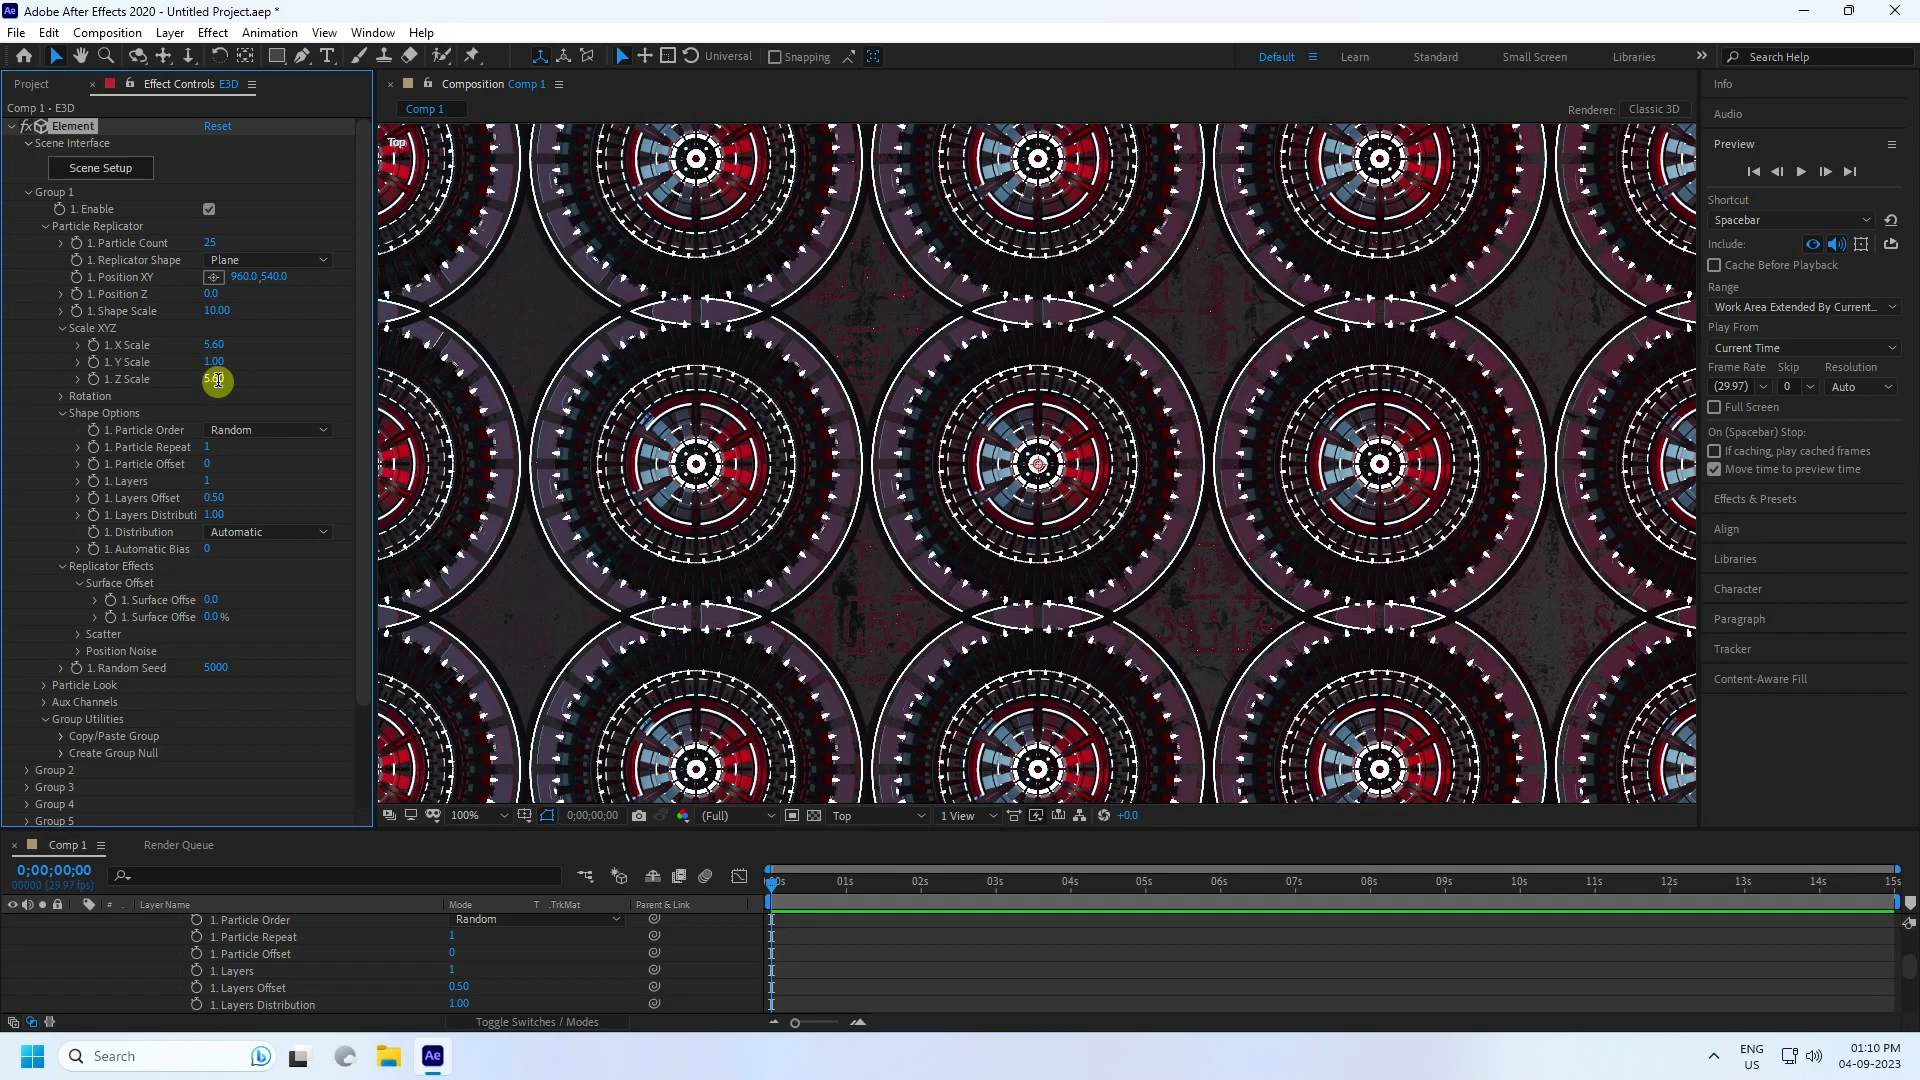 Adobe After Effects 2020 - Untitled Project.aep *
File Edit Composition Layer Effect Animation View Window Help
Universal Snapping Default Learn Standard Small Screen Libraries Search Help
Project Effect Controls E3D
Comp 1 • E3D
Element Reset
Scene Interface
Scene Setup
Group 1
1. Enable
Particle Replicator
1. Particle Count 25
1. Replicator Shape Plane
1. Position XY 960.0,540.0
1. Position Z 0.0
1. Shape Scale 10.00
Scale XYZ
1. X Scale 5.60
1. Y Scale 1.00
1. Z Scale
Rotation
Shape Options
1. Particle Order Random
1. Particle Repeat 1
1. Particle Offset 0
1. Layers 1
1. Layers Offset 0.50
1. Layers Distributi 1.00
1. Distribution Automatic
1. Automatic Bias 0
Replicator Effects
Surface Offset
1. Surface Offse 0.0
1. Surface Offse 0.0 %
Scatter
Position Noise
1. Random Seed 5000
Particle Look
Aux Channels
Group Utilities
Copy/Paste Group
Create Group Null
Group 2
Group 3
Group 4
Group 5
Composition Comp 1
Comp 1
Renderer: Classic 3D
Top
100% 0;00;00;00 (Full) Top 1 View +0.0
Info
Audio
Preview
Shortcut
Spacebar
Include:
Cache Before Playback
Range
Work Area Extended By Current...
Play From
Current Time
Frame Rate Skip Resolution
(29.97) 0 Auto
Full Screen
On (Spacebar) Stop:
If caching, play cached frames
Move time to preview time
Effects & Presets
Align
Libraries
Character
Paragraph
Tracker
Content-Aware Fill
Comp 1 Render Queue
0;00;00;00
00000 (29.97 fps)
01s 02s 03s 04s 05s 06s 07s 08s 09s 10s 11s 12s 13s 14s 15s
# Layer Name Mode T .TrkMat Parent & Link
1. Particle Order Random
1. Particle Repeat 1
1. Particle Offset 0
1. Layers 1
1. Layers Offset 0.50
1. Layers Distribution 1.00
Toggle Switches / Modes
Search
ENG
US
01:10 PM
04-09-2023